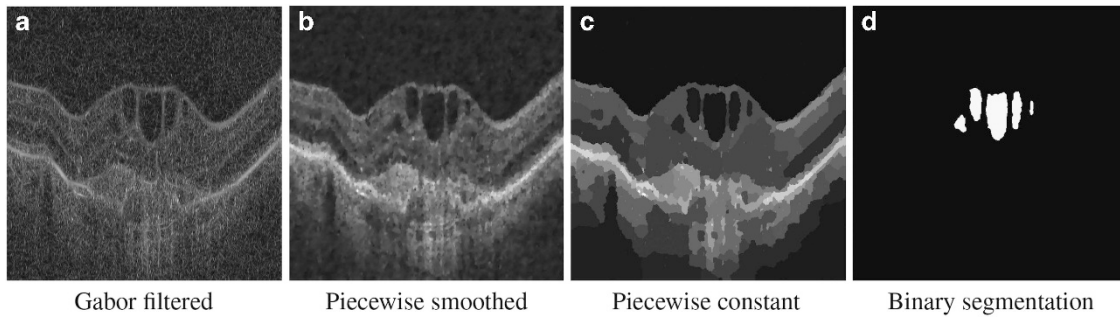 a
b
c
d
Gabor filtered
Piecewise smoothed
Piecewise constant
Binary segmentation